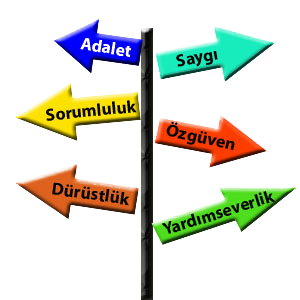 Adalet
Saygı
Sorumluluk
Özgüven
Dürüstlük
Yardımseverlik